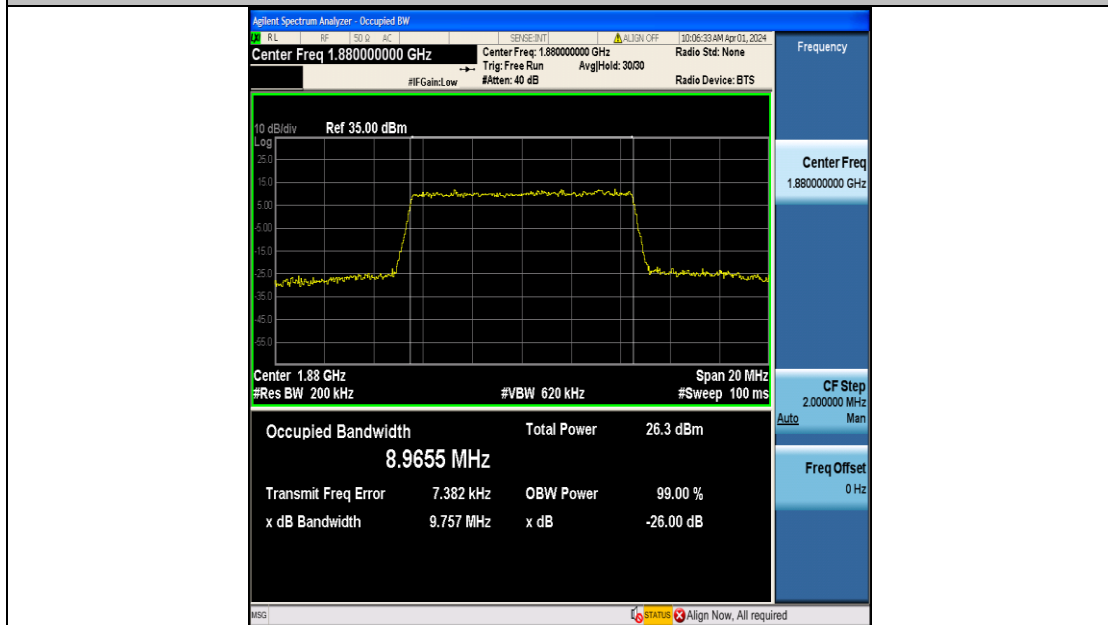 Agilent Spectrum Analyzer - Occupied BW
LXI RL RF 50 Ω AC SENSE:INT ALIGN OFF 10:06:33 AM Apr 01, 2024
Center Freq 1.880000000 GHz
Center Freq: 1.880000000 GHz Radio Std: None
Trig: Free Run Avg|Hold: 30/30
#IFGain:Low #Atten: 40 dB Radio Device: BTS
10 dB/div Ref 35.00 dBm
Log
25.0
15.0
5.00
-5.00
-15.0
-25.0
-35.0
-45.0
-55.0
Center 1.88 GHz Span 20 MHz
#Res BW 200 kHz #VBW 620 kHz #Sweep 100 ms
Occupied Bandwidth Total Power 26.3 dBm
8.9655 MHz
Transmit Freq Error 7.382 kHz OBW Power 99.00 %
x dB Bandwidth 9.757 MHz x dB -26.00 dB
Frequency
Center Freq
1.880000000 GHz
CF Step
2.000000 MHz
Auto Man
Freq Offset
0 Hz
MSG STATUS Align Now, All required